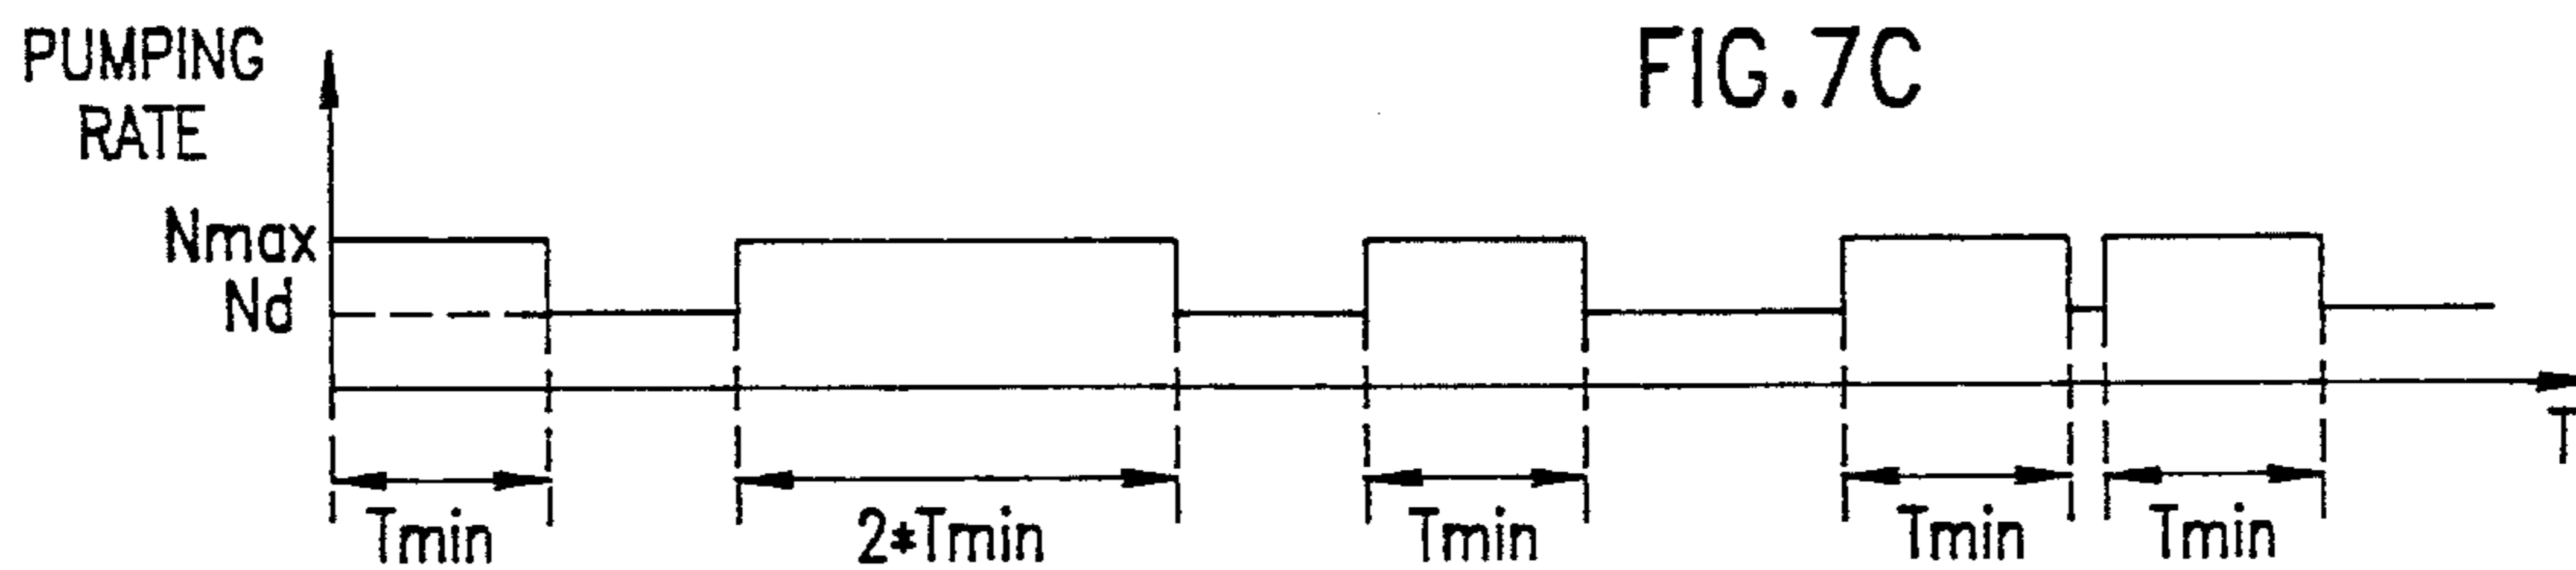 FIG.7C
PUMPING
RATE
Nmax
Nd
T
Tmin
2*Tmin
Tmin
Tmin
Tmin